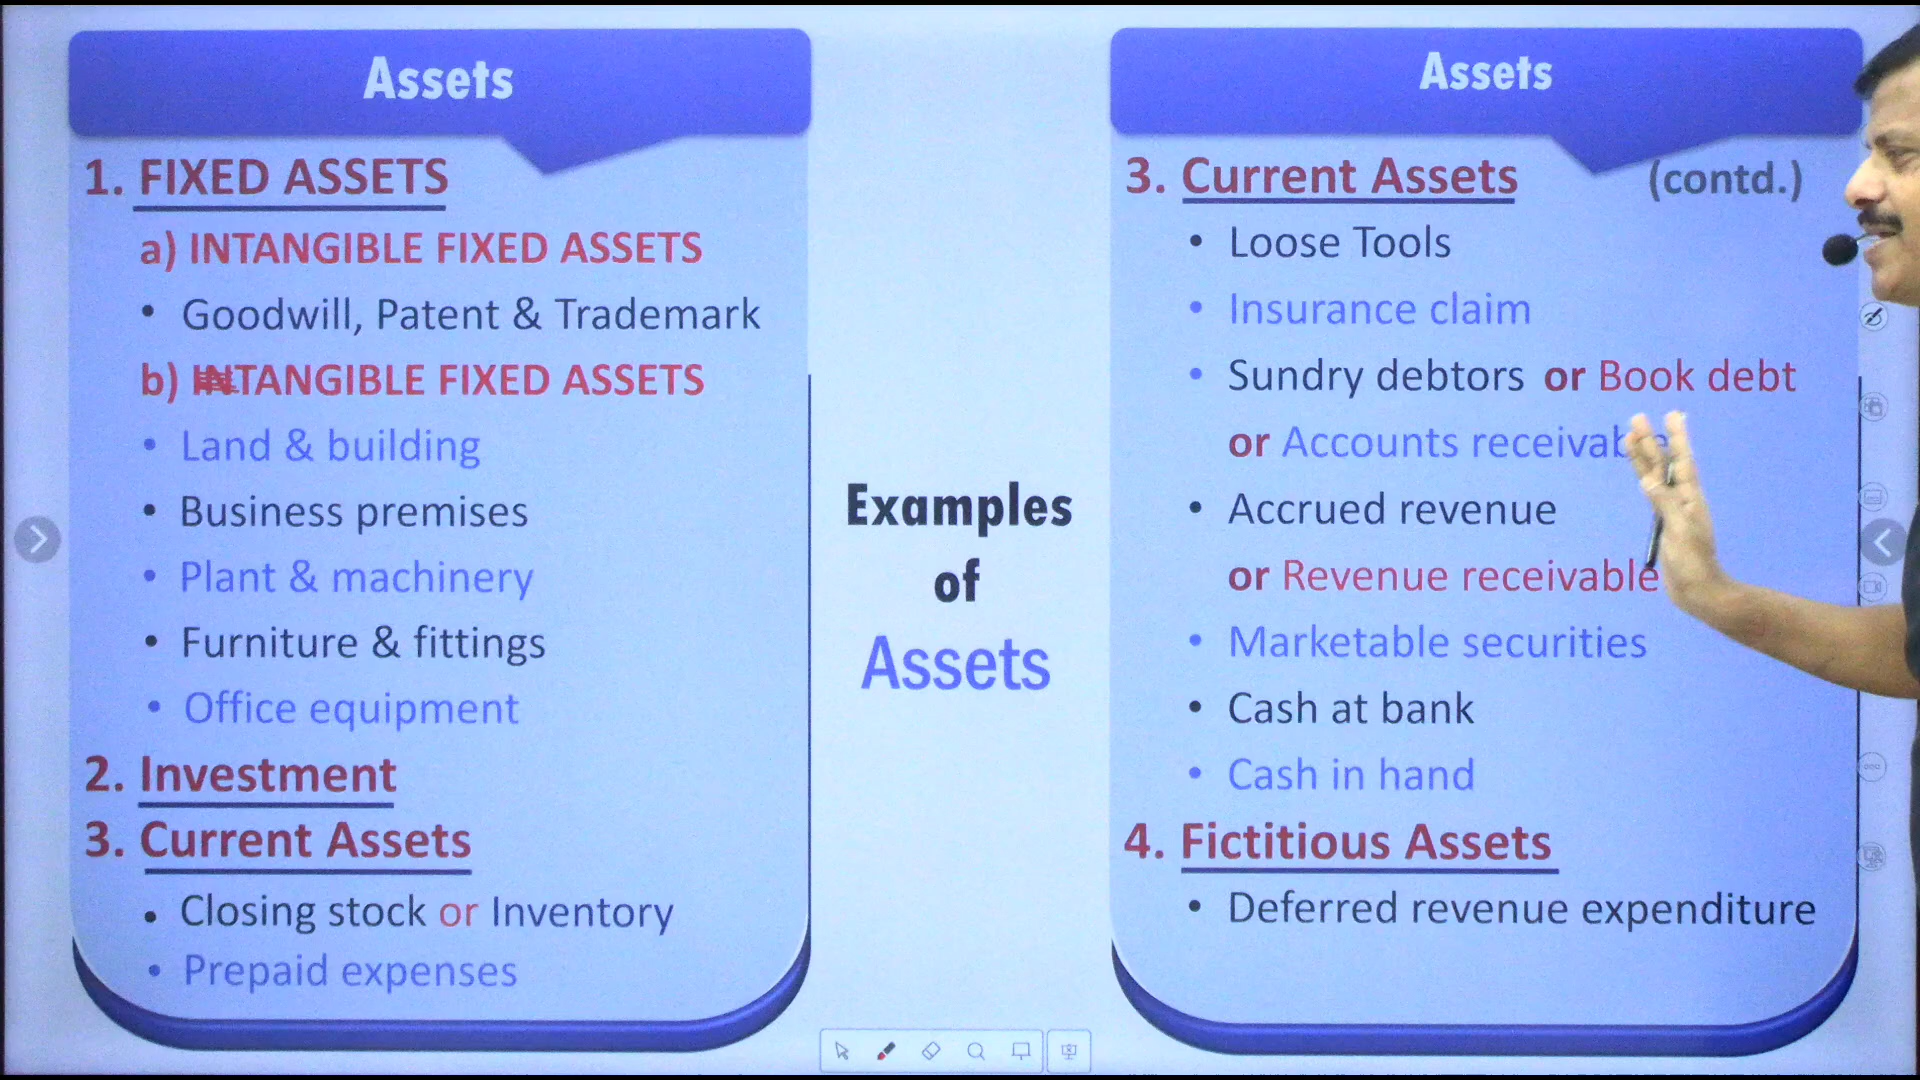 Assets
1. FIXED ASSETS
a) INTANGIBLE FIXED ASSETS
• Goodwill, Patent & Trademark
b) INTANGIBLE FIXED ASSETS
• Land & building
• Business premises
• Plant & machinery
• Furniture & fittings
• Office equipment
2. Investment
3. Current Assets
• Closing stock or Inventory
• Prepaid expenses
Examples
of
Assets
Assets
3. Current Assets (contd.)
• Loose Tools
• Insurance claim
• Sundry debtors or Book debt
or Accounts receivable
• Accrued revenue
or Revenue receivable
• Marketable securities
• Cash at bank
• Cash in hand
4. Fictitious Assets
• Deferred revenue expenditure